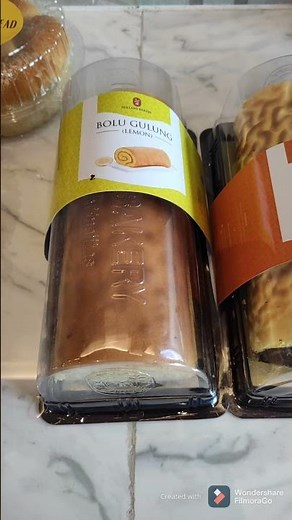 EAD
BOLU GULUNG
(LEMON)
BAKERY
Created with
Wondershare
FilmoraGo